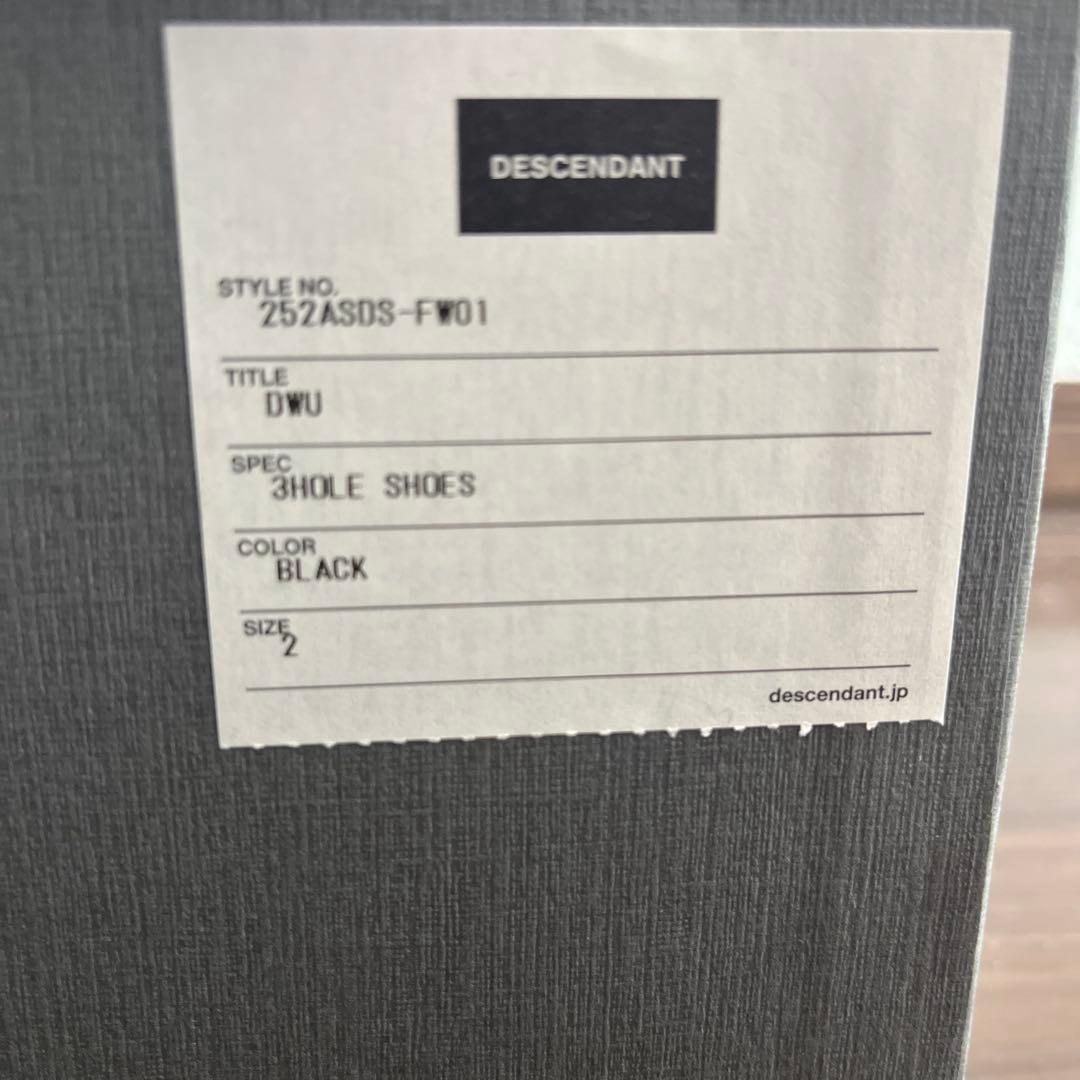 DESCENDANT
STYLE NO.
252ASDS-FW01
TITLE
DWU
SPEC
3HOLE SHOES
COLOR
BLACK
SIZE
2
descendant.jp